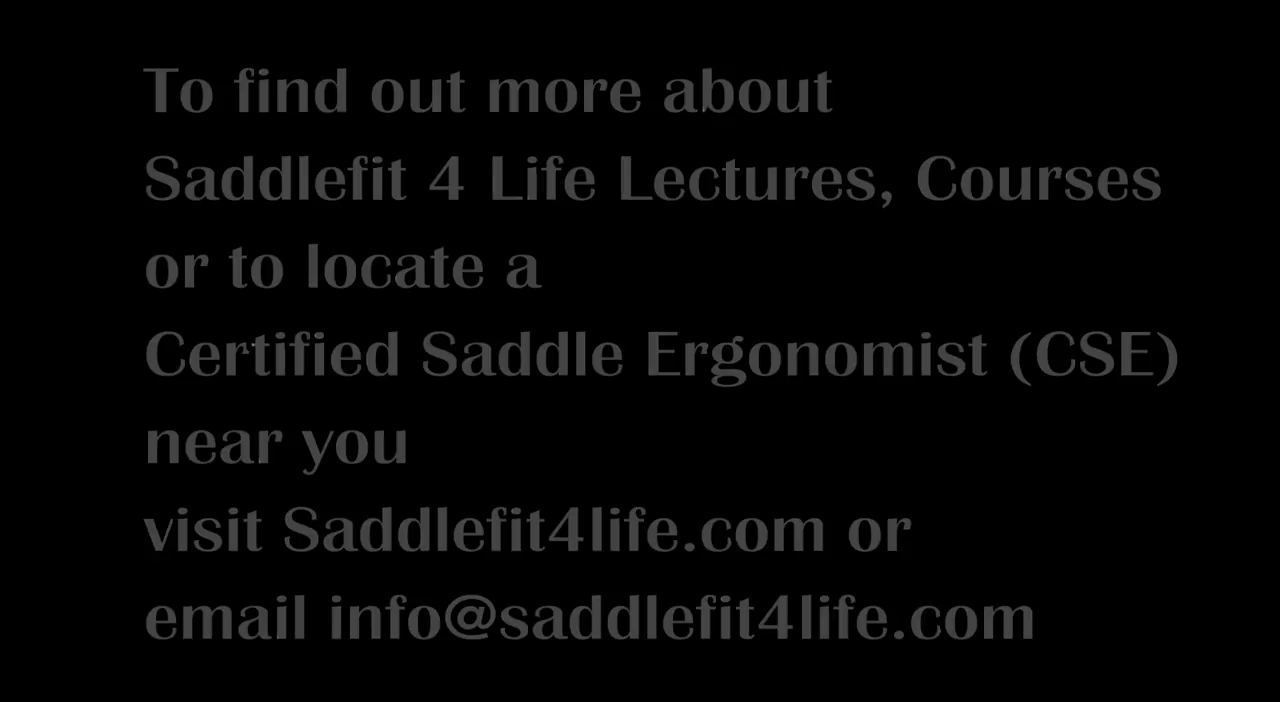 To find out more about
Saddlefit 4 Life Lectures, Courses
or to locate a
Certified Saddle Ergonomist (CSE)
near you
visit Saddlefit4life.com or
email info@saddlefit4life.com